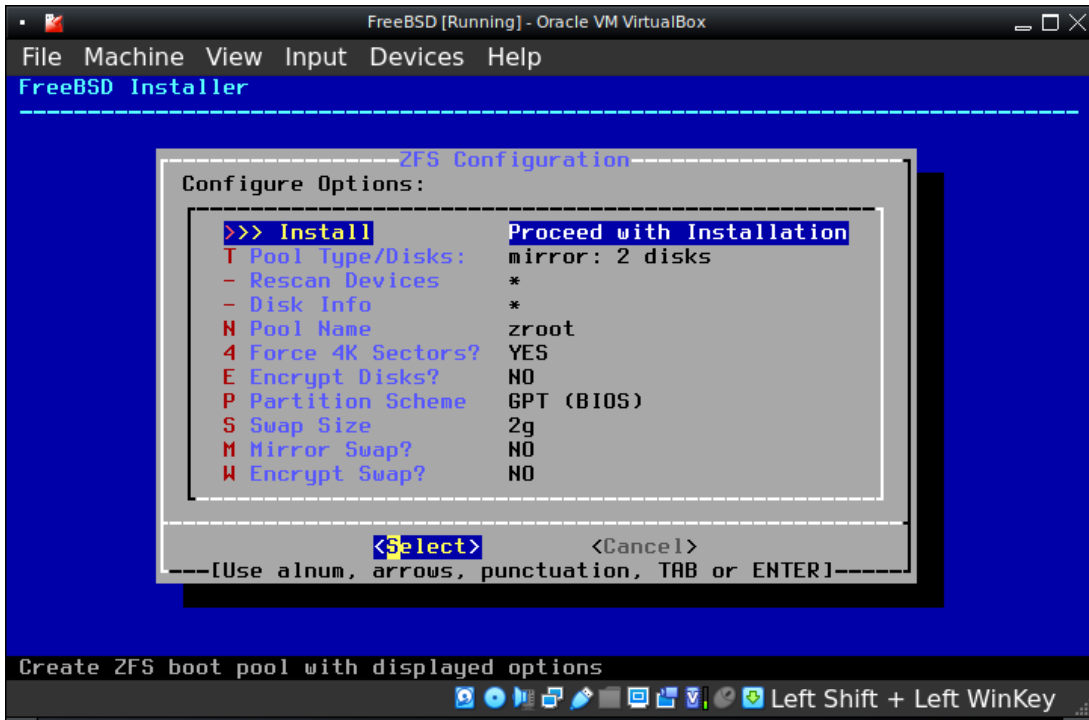 FreeBSD [Running] - Oracle VM VirtualBox
File Machine View Input Devices Help
FreeBSD Installer
ZFS Configuration
Configure Options:
>>> Install Proceed with Installation
T Pool Type/Disks: mirror: 2 disks
- Rescan Devices *
- Disk Info *
N Pool Name zroot
4 Force 4K Sectors? YES
E Encrypt Disks? NO
P Partition Scheme GPT (BIOS)
S Swap Size 2g
M Mirror Swap? NO
W Encrypt Swap? NO
<Select> <Cancel>
[Use alnum, arrows, punctuation, TAB or ENTER]
Create ZFS boot pool with displayed options
Left Shift + Left WinKey